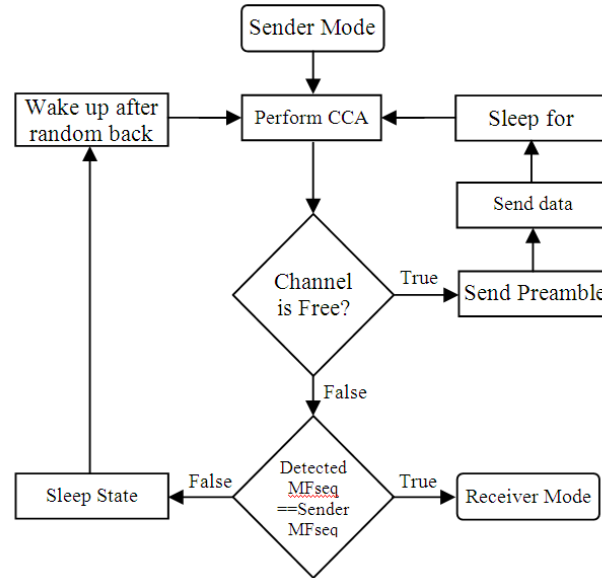 Sender Mode
Wake up after
random back
Perform CCA
Sleep for
Send data
Channel
is Free?
True
Send Preamble
False
Detected
MFseq
==Sender
MFseq
False
True
Sleep State
Receiver Mode